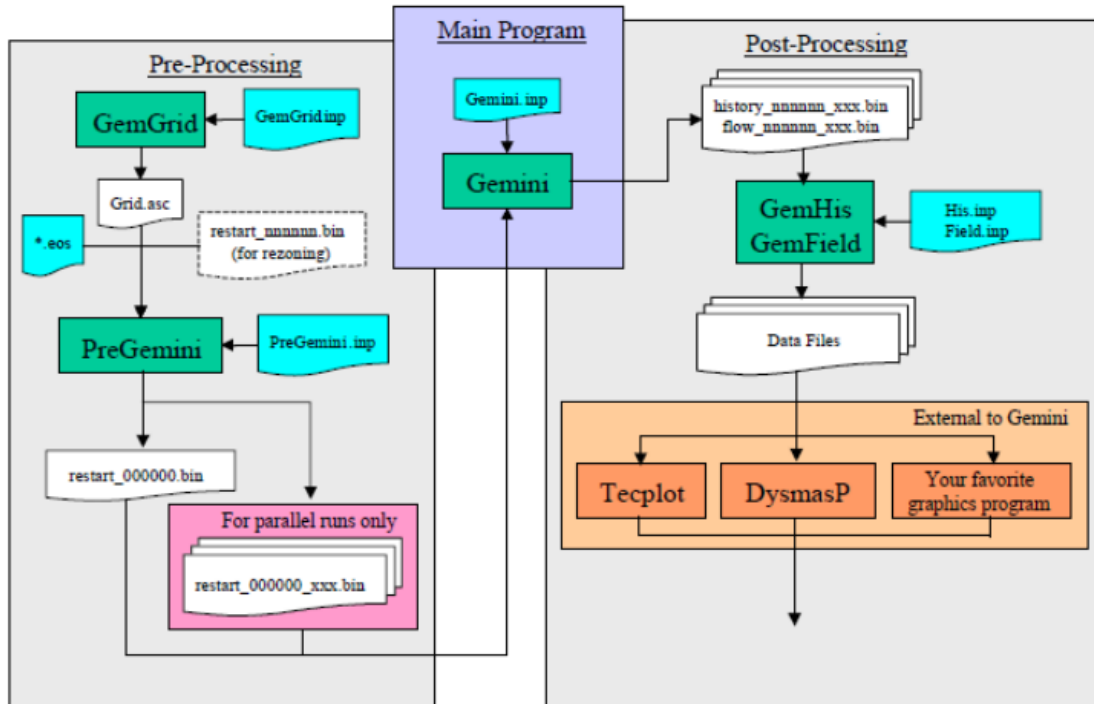 Pre-Processing
GemGrid
GemGrid.inp
Grid.asc
*.eos
restart_nnnnnn.bin
(for rezoning)
PreGemini
PreGemini.inp
restart_000000.bin
For parallel runs only
restart_000000_xxx.bin
Main Program
Gemini.inp
Gemini
Post-Processing
history_nnnnnn_xxx.bin
flow_nnnnnn_xxx.bin
GemHis
GemField
His.inp
Field.inp
Data Files
External to Gemini
Tecplot
DysmasP
Your favorite
graphics program